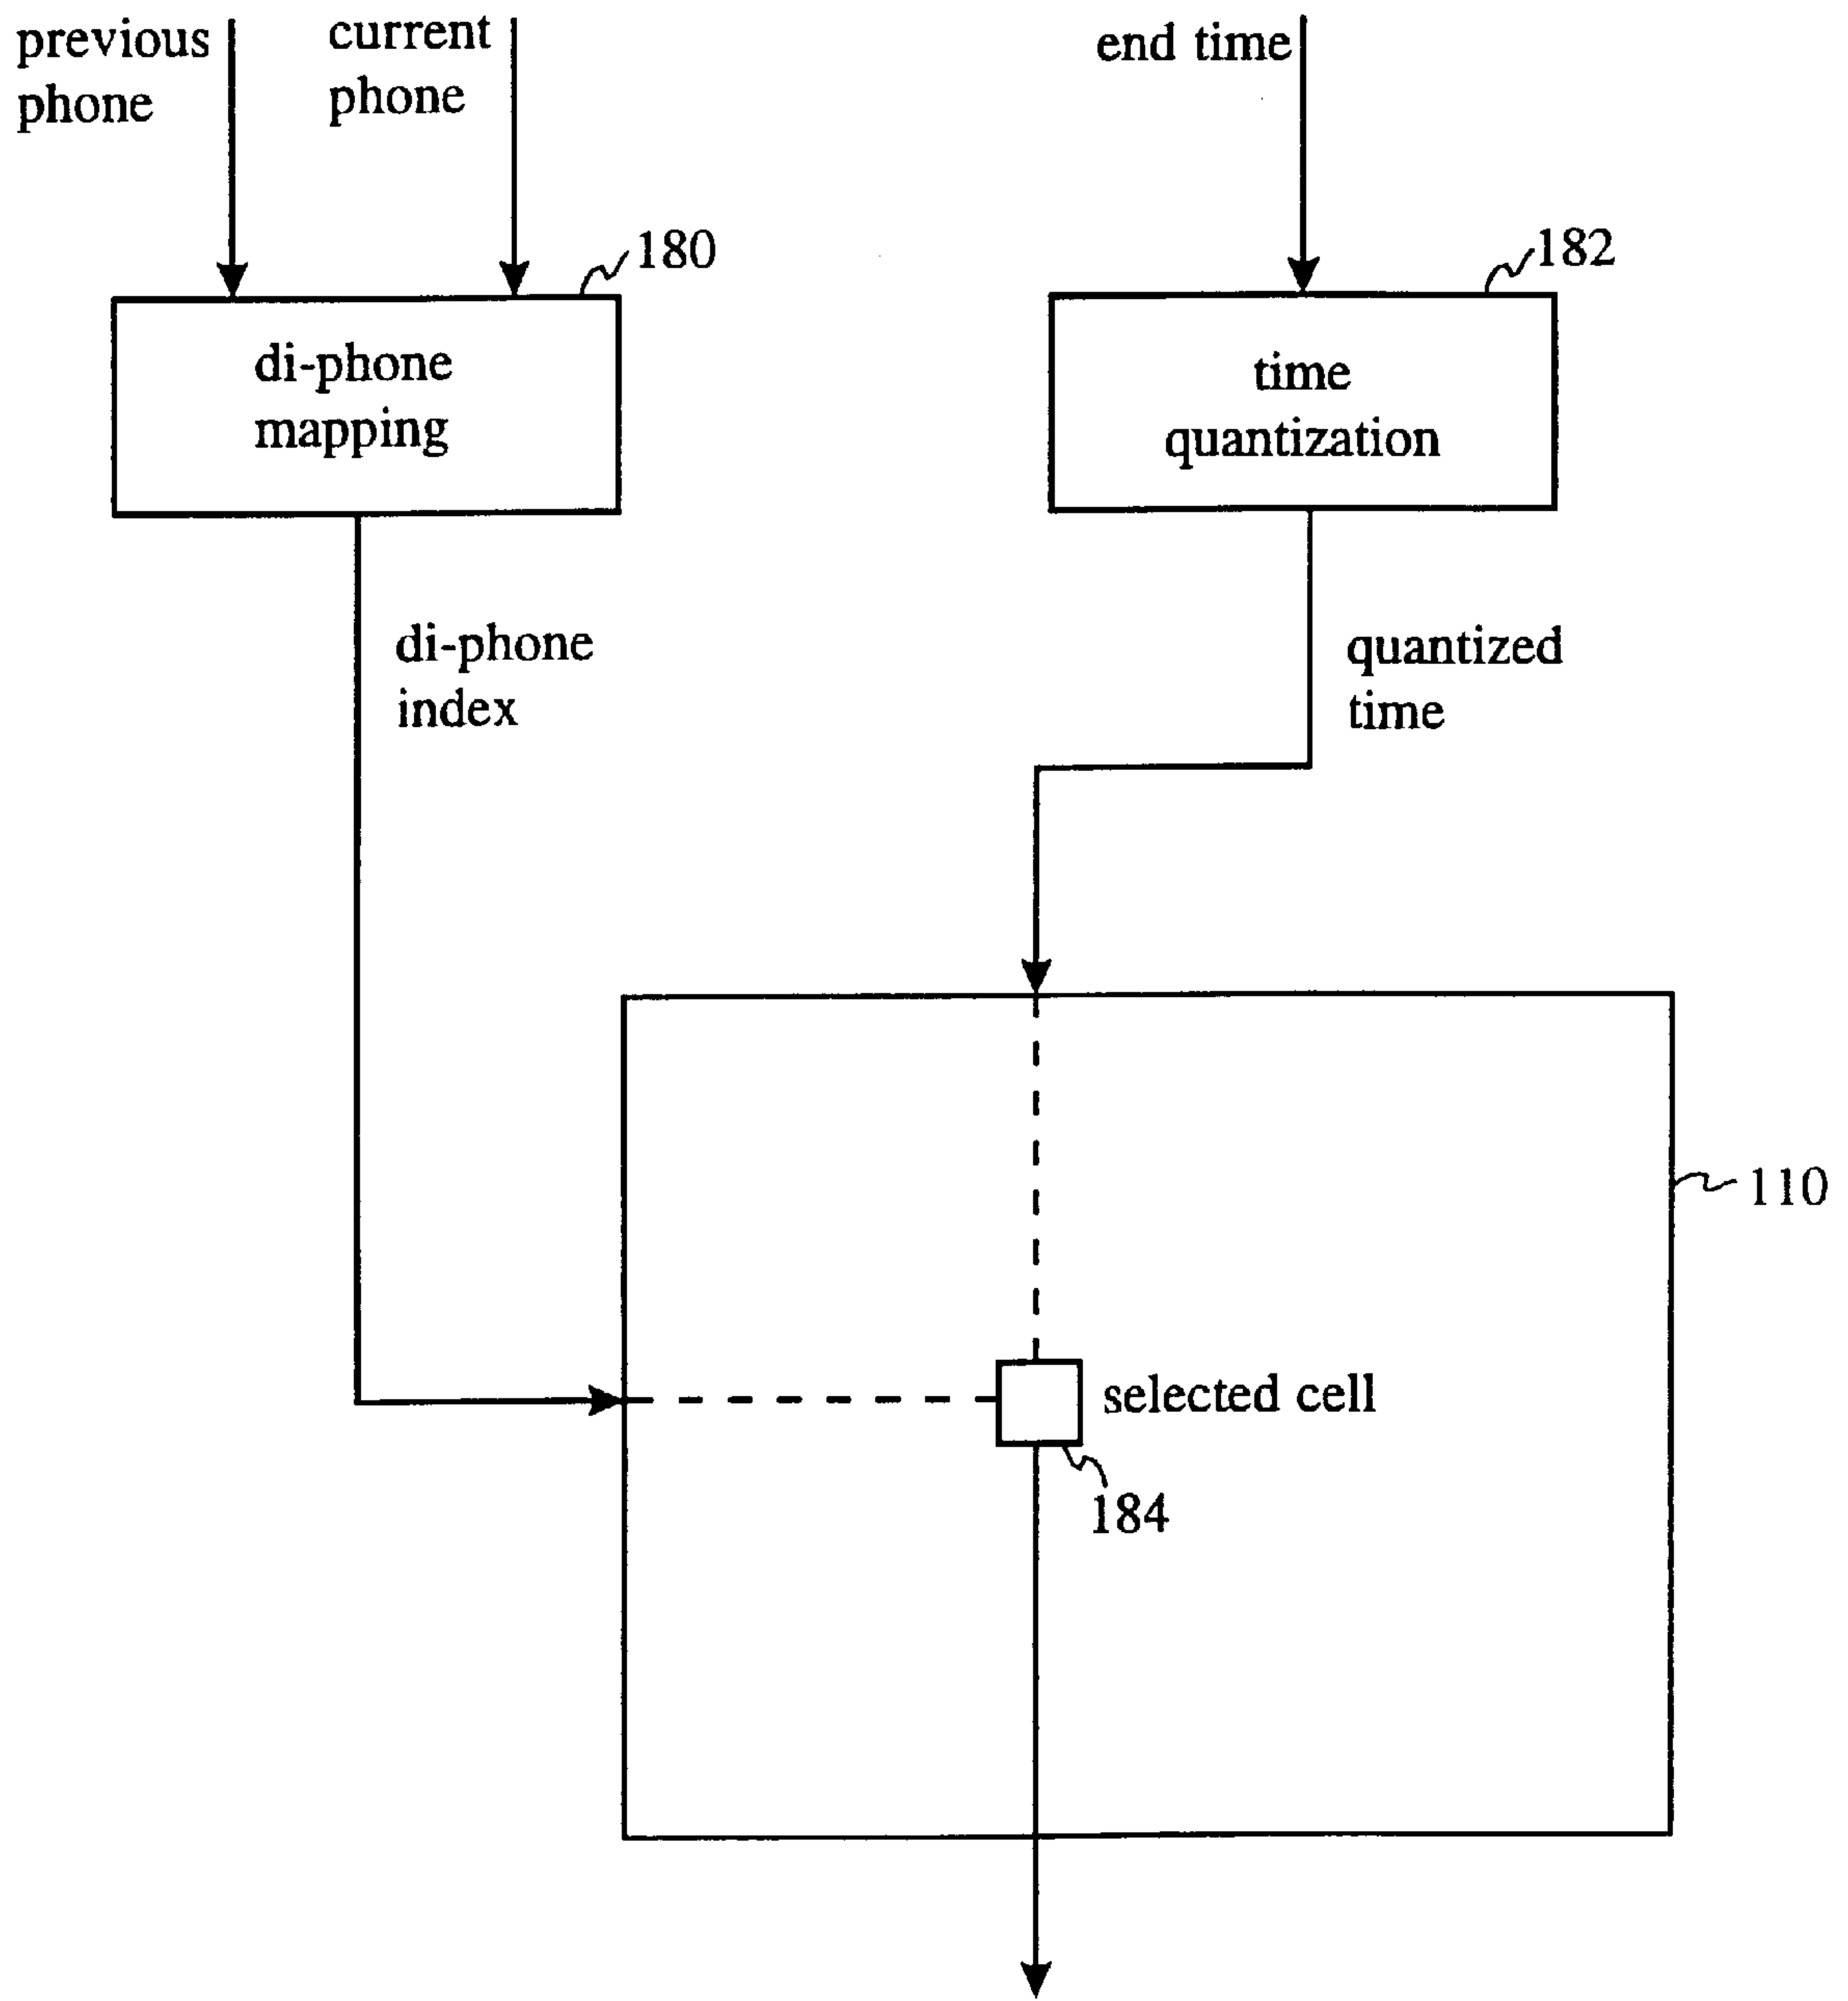 previous
phone
current
phone
end time
180
182
di-phone
mapping
time
quantization
di-phone
index
quantized
time
110
selected cell
184